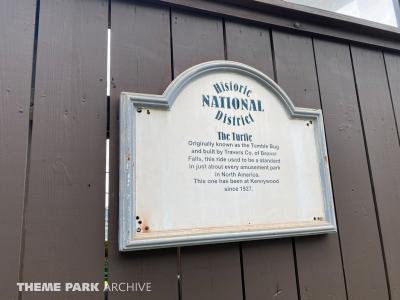 Historic
NATIONAL
District
The Turtle
Originally known as the Tumble Bug
and built by Travers Co. of Beaver
Falls, this ride used to be a standard
in just about every amusement park
in North America.
This one has been at Kennywood
since 1927.
THEME PARK ARCHIVE